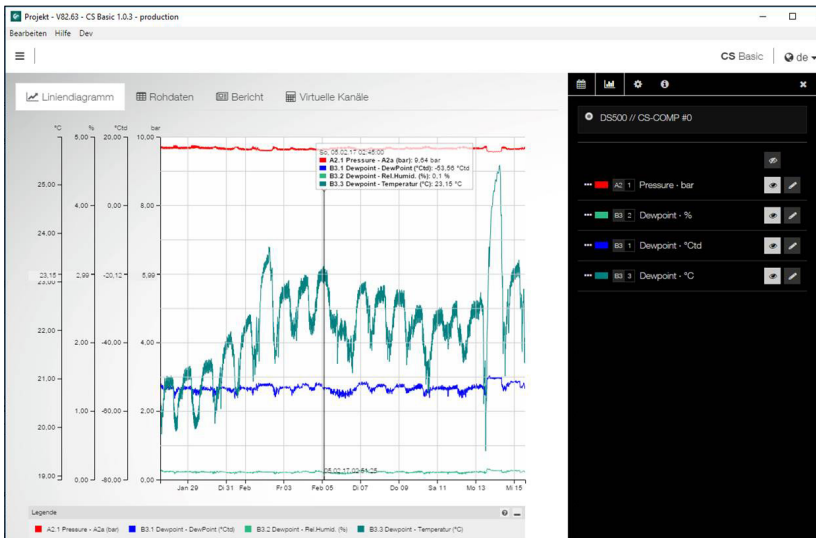 Projekt - V82.63 - CS Basic 1.0.3 - production
Bearbeiten Hilfe Dev
CS Basic
de
Liniendiagramm
Rohdaten
Bericht
Virtuelle Kanäle
DS500 // CS-COMP #0
A2 1 Pressure - bar
B3 2 Dewpoint - %
B3 1 Dewpoint - °Ctd
B3 3 Dewpoint - °C
°C % °Ctd bar
5,00 20,00 10,00
25,00
4,00 0,00 8,00
24,00
23,15 2,99 -20,12 5,99
23,00
22,00
2,00 -40,00 4,00
21,00
1,00 -60,00 2,00
20,00
19,00
0,00 -80,00 0,00
So, 05.02.17 02:45:00
A2.1 Pressure - A2a (bar): 9,64 bar
B3.1 Dewpoint - DewPoint (°Ctd): -53,56 °Ctd
B3.2 Dewpoint - Rel.Humid. (%): 0,1 %
B3.3 Dewpoint - Temperatur (°C): 23,15 °C
Jan 29 Di 31 Feb Fr 03 Feb 05 Di 07 Do 09 Sa 11 Mo 13 Mi 15
Legende
A2.1 Pressure - A2a (bar) B3.1 Dewpoint - DewPoint (°Ctd) B3.2 Dewpoint - Rel.Humid. (%) B3.3 Dewpoint - Temperatur (°C)